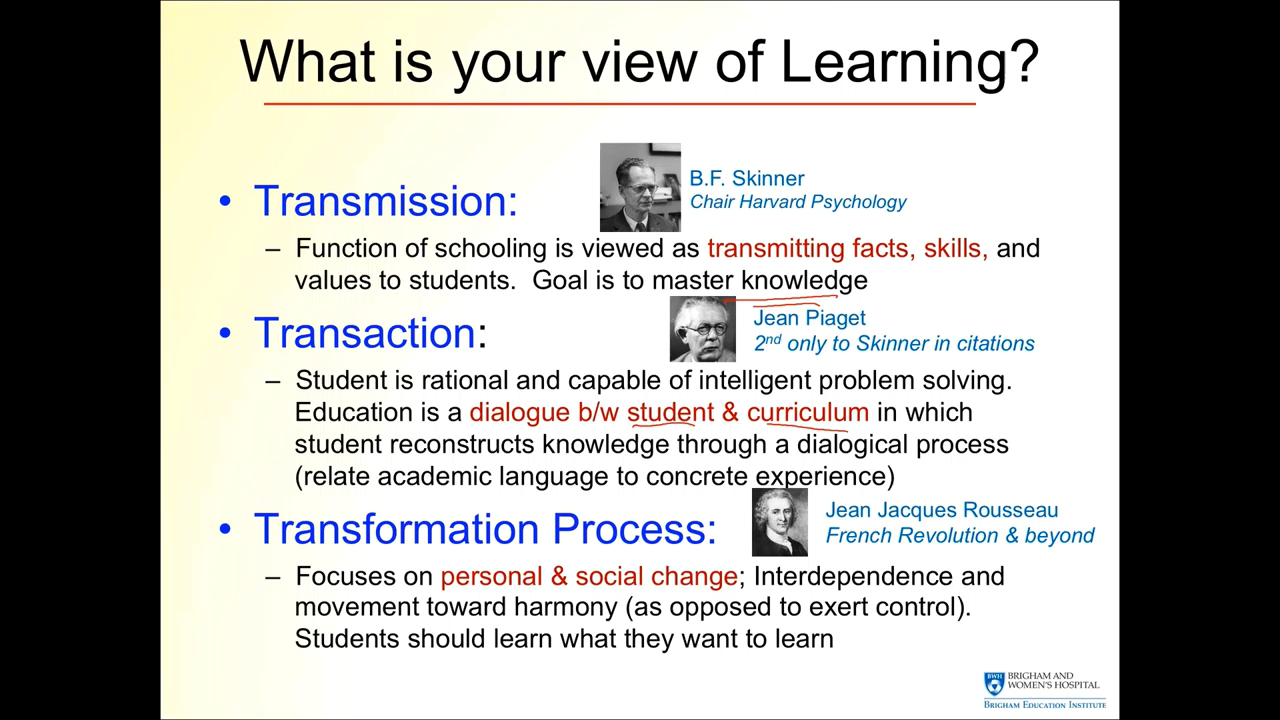 What is your view of Learning?
B.F. Skinner
Chair Harvard Psychology
• Transmission:
– Function of schooling is viewed as transmitting facts, skills, and
values to students. Goal is to master knowledge
Jean Piaget
2nd only to Skinner in citations
• Transaction:
– Student is rational and capable of intelligent problem solving.
Education is a dialogue b/w student & curriculum in which
student reconstructs knowledge through a dialogical process
(relate academic language to concrete experience)
Jean Jacques Rousseau
French Revolution & beyond
• Transformation Process:
– Focuses on personal & social change; Interdependence and
movement toward harmony (as opposed to exert control).
Students should learn what they want to learn
BWH
BRIGHAM AND
WOMEN'S HOSPITAL
BRIGHAM EDUCATION INSTITUTE